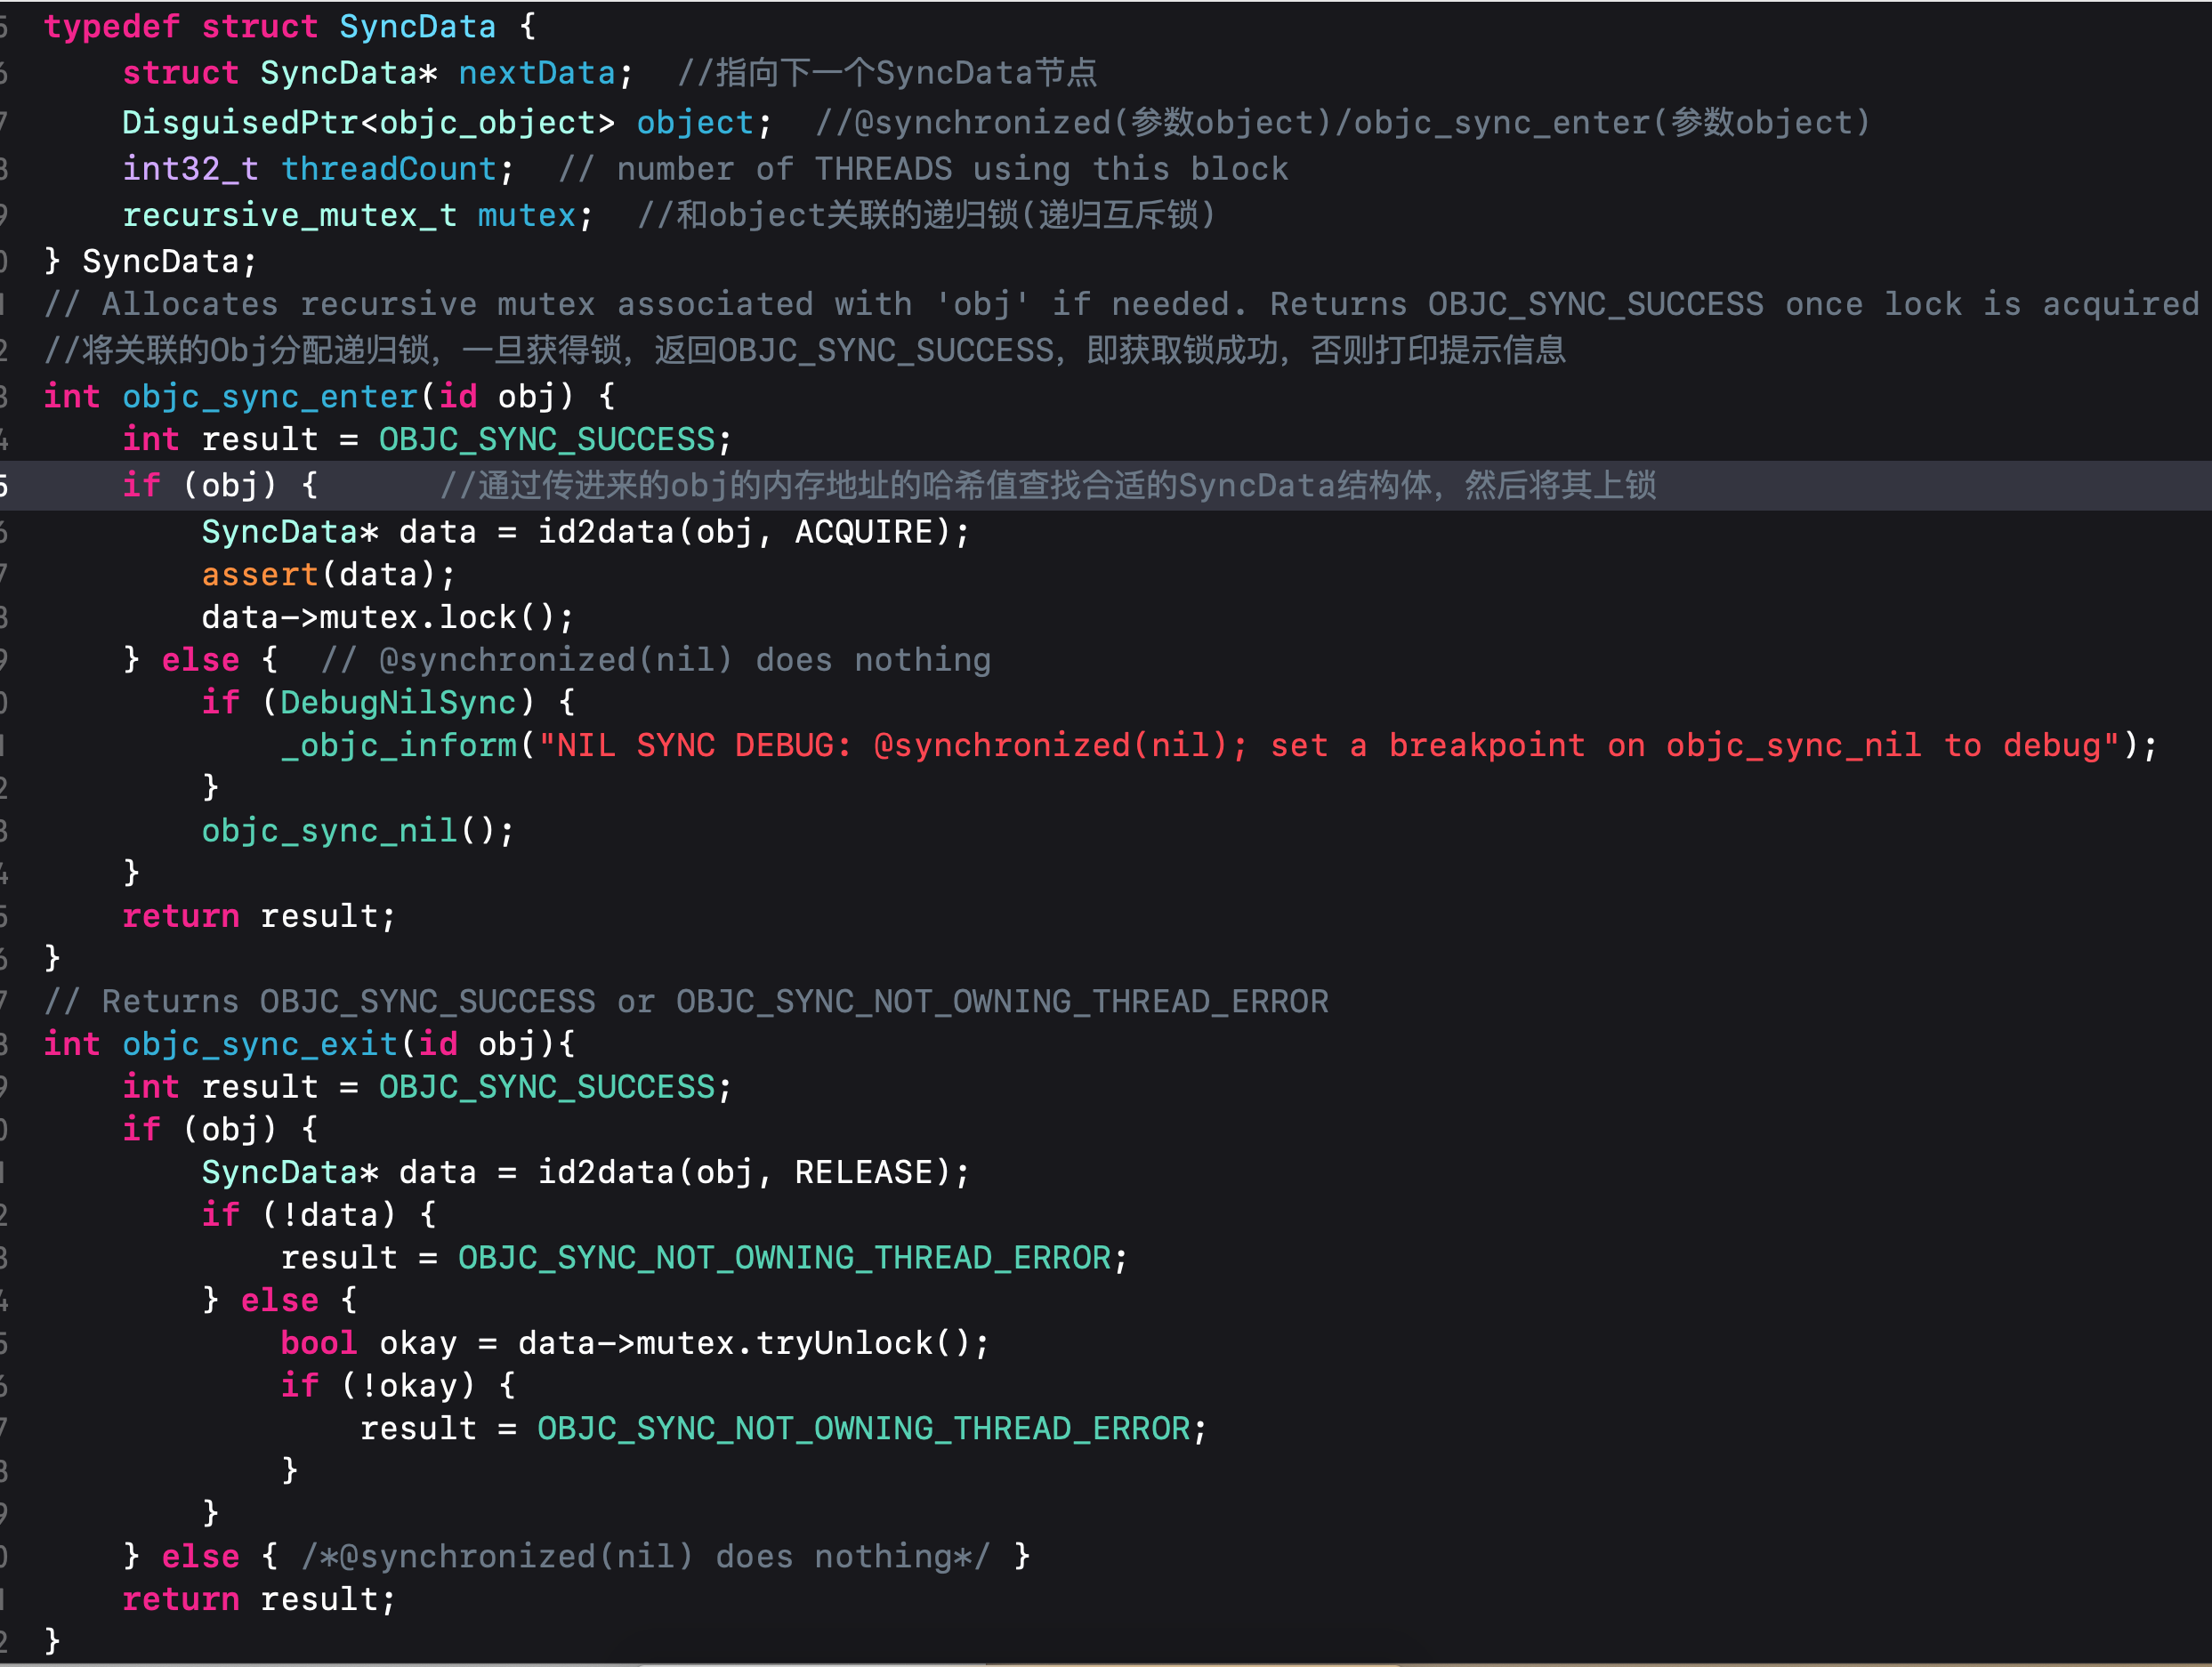 typedef struct SyncData {
    struct SyncData* nextData;  //指向下一个SyncData节点
    DisguisedPtr<objc_object> object;  //@synchronized(参数object)/objc_sync_enter(参数object)
    int32_t threadCount;  // number of THREADS using this block
    recursive_mutex_t mutex;  //和object关联的递归锁(递归互斥锁)
} SyncData;
// Allocates recursive mutex associated with 'obj' if needed. Returns OBJC_SYNC_SUCCESS once lock is acquired
//将关联的Obj分配递归锁，一旦获得锁，返回OBJC_SYNC_SUCCESS，即获取锁成功，否则打印提示信息
int objc_sync_enter(id obj) {
    int result = OBJC_SYNC_SUCCESS;
    if (obj) {      //通过传进来的obj的内存地址的哈希值查找合适的SyncData结构体，然后将其上锁
        SyncData* data = id2data(obj, ACQUIRE);
        assert(data);
        data->mutex.lock();
    } else {  // @synchronized(nil) does nothing
        if (DebugNilSync) {
            _objc_inform("NIL SYNC DEBUG: @synchronized(nil); set a breakpoint on objc_sync_nil to debug");
        }
        objc_sync_nil();
    }
    return result;
}
// Returns OBJC_SYNC_SUCCESS or OBJC_SYNC_NOT_OWNING_THREAD_ERROR
int objc_sync_exit(id obj){
    int result = OBJC_SYNC_SUCCESS;
    if (obj) {
        SyncData* data = id2data(obj, RELEASE);
        if (!data) {
            result = OBJC_SYNC_NOT_OWNING_THREAD_ERROR;
        } else {
            bool okay = data->mutex.tryUnlock();
            if (!okay) {
                result = OBJC_SYNC_NOT_OWNING_THREAD_ERROR;
            }
        }
    } else { /*@synchronized(nil) does nothing*/ }
    return result;
}